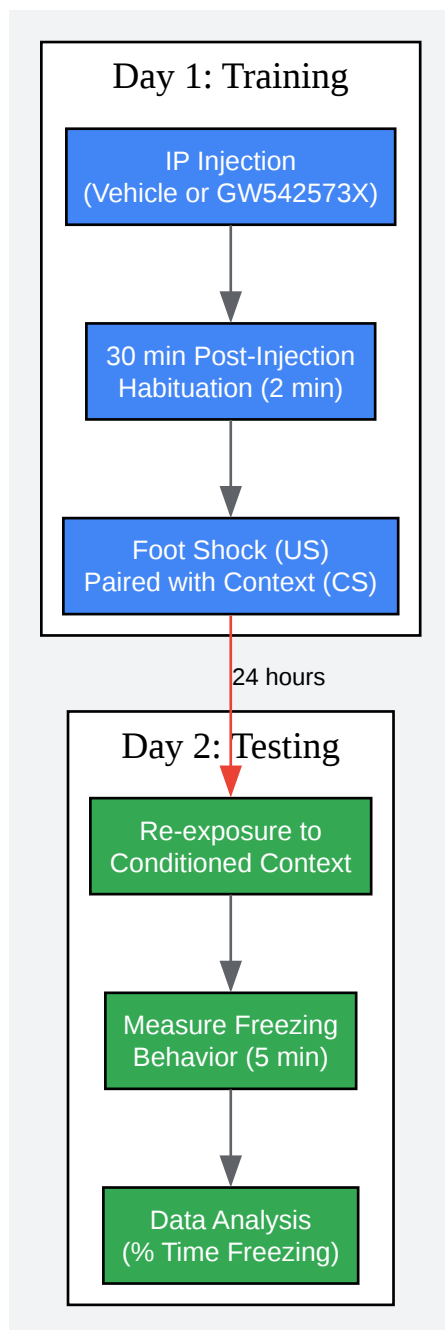 Day 1: Training
IP Injection
(Vehicle or GW542573X)
30 min Post-Injection
Habituation (2 min)
Foot Shock (US)
Paired with Context (CS)
24 hours
Day 2: Testing
Re-exposure to
Conditioned Context
Measure Freezing
Behavior (5 min)
Data Analysis
(% Time Freezing)